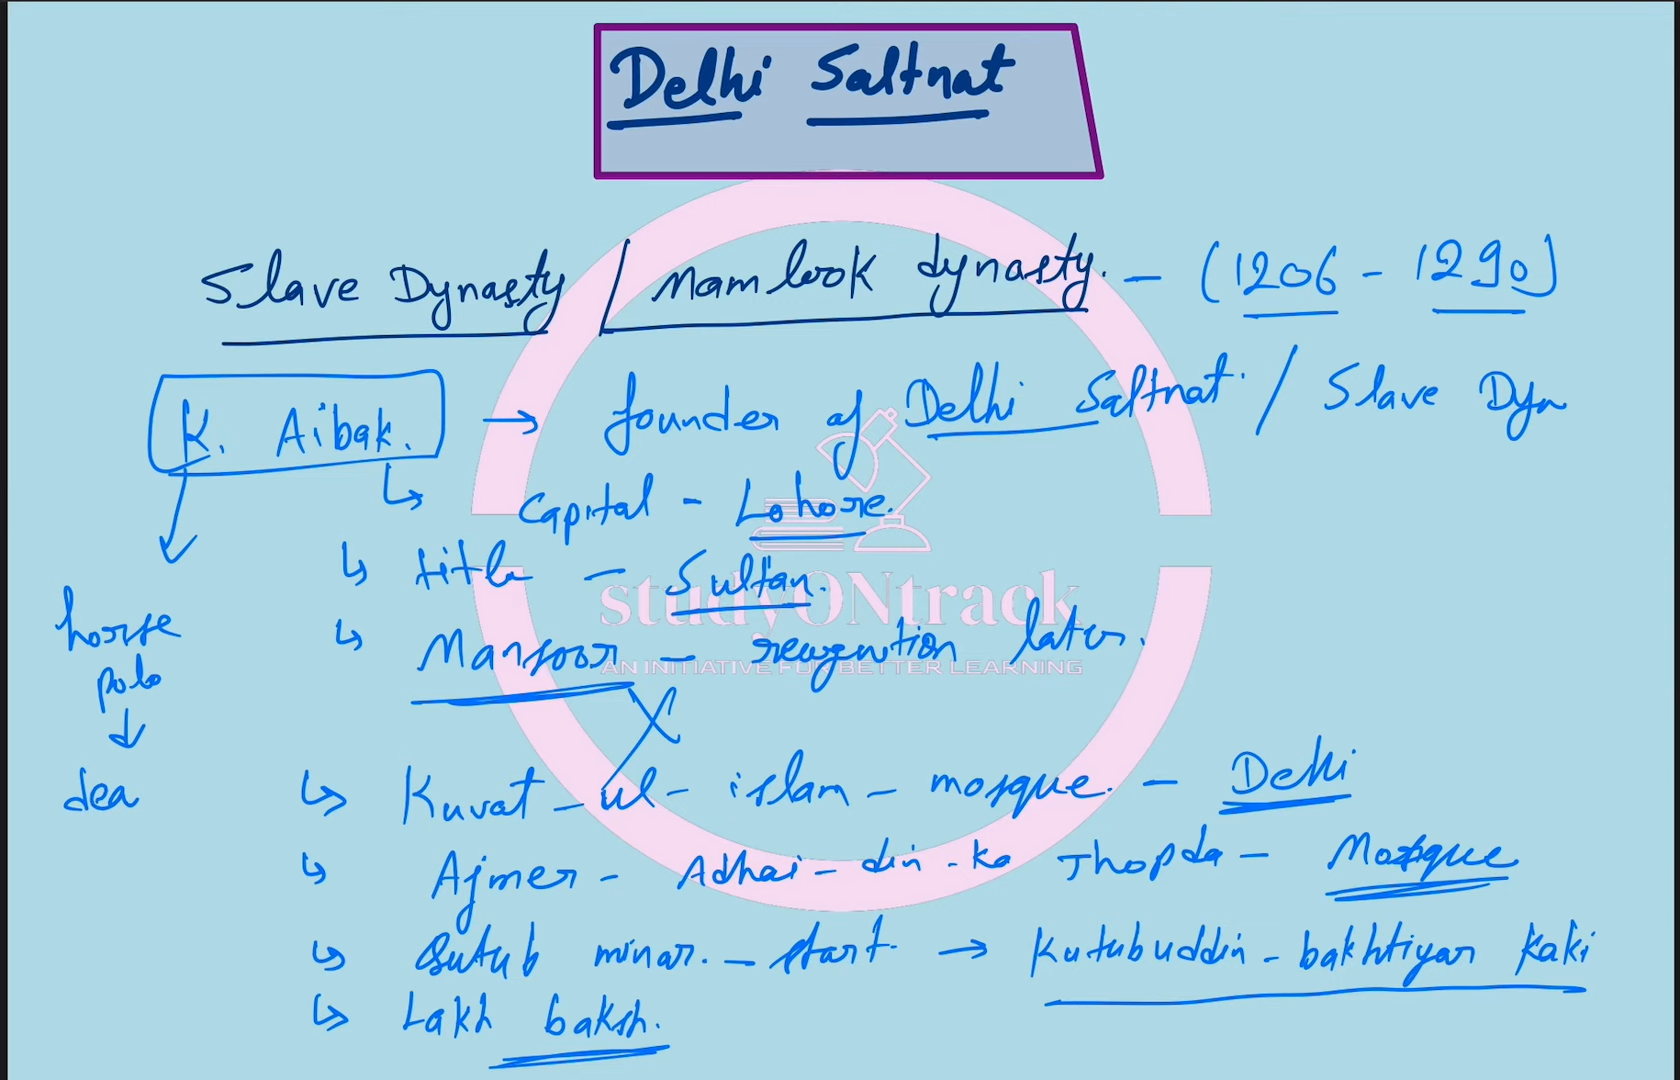 Delhi Saltnat
Slave Dynasty / Mamlook dynasty. - (1206 - 1290)
K. Aibak. → founder of Delhi Saltnat / Slave Dyn
↳ Capital - Lohore.
↳ title - Sultan.
studyONtrack
horse
↳ Mansoor - recognition later.
AN INITIATIVE FOR BETTER LEARNING
polo
↓
dea
↳ Kuvat - ul - islam - mosque. - Delhi
↳ Ajmer - Adhai - din - ka Jhopda - Mosque
↳ Qutub minar. - start. → Kutubuddin - bakhtiyar Kaki
↳ Lakh baksh.